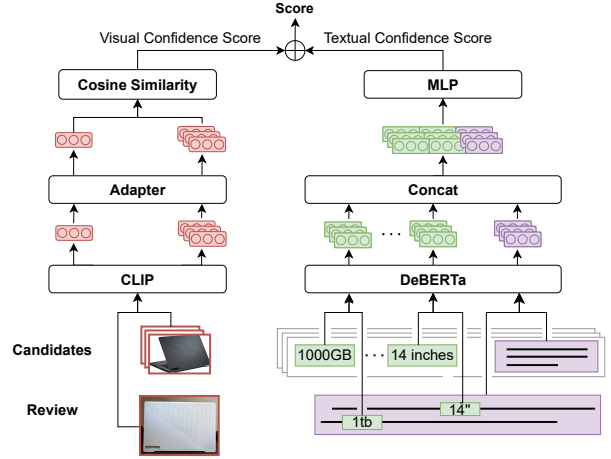 Score
Visual Confidence Score
Textual Confidence Score
Cosine Similarity
MLP
Adapter
Concat
CLIP
DeBERTa
Candidates
1000GB
14 inches
Review
14"
1tb